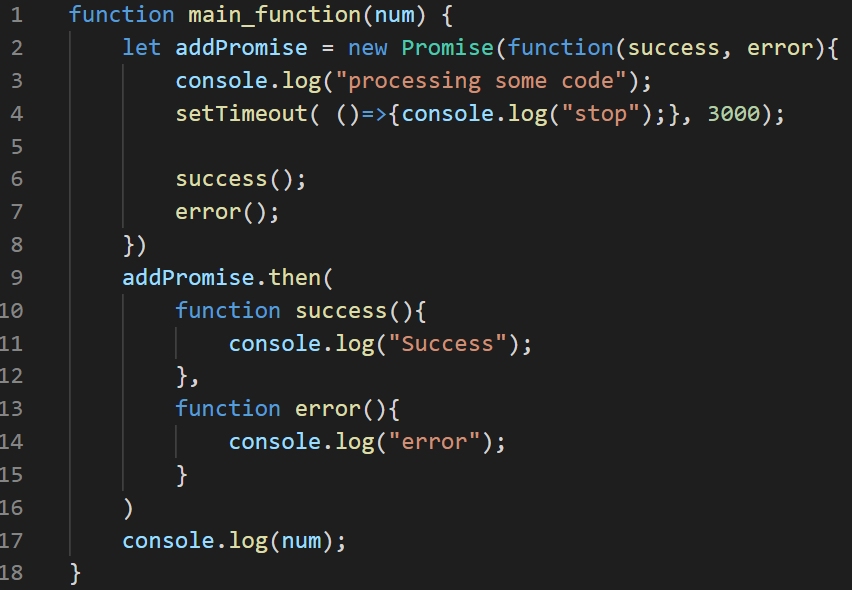 1 function main_function(num) {
2 let addPromise = new Promise(function(success, error){
3 console.log("processing some code");
4 setTimeout( ()=>{console.log("stop");}, 3000);
5
6 success();
7 error();
8 })
9 addPromise.then(
10 function success(){
11 console.log("Success");
12 },
13 function error(){
14 console.log("error");
15 }
16 )
17 console.log(num);
18 }